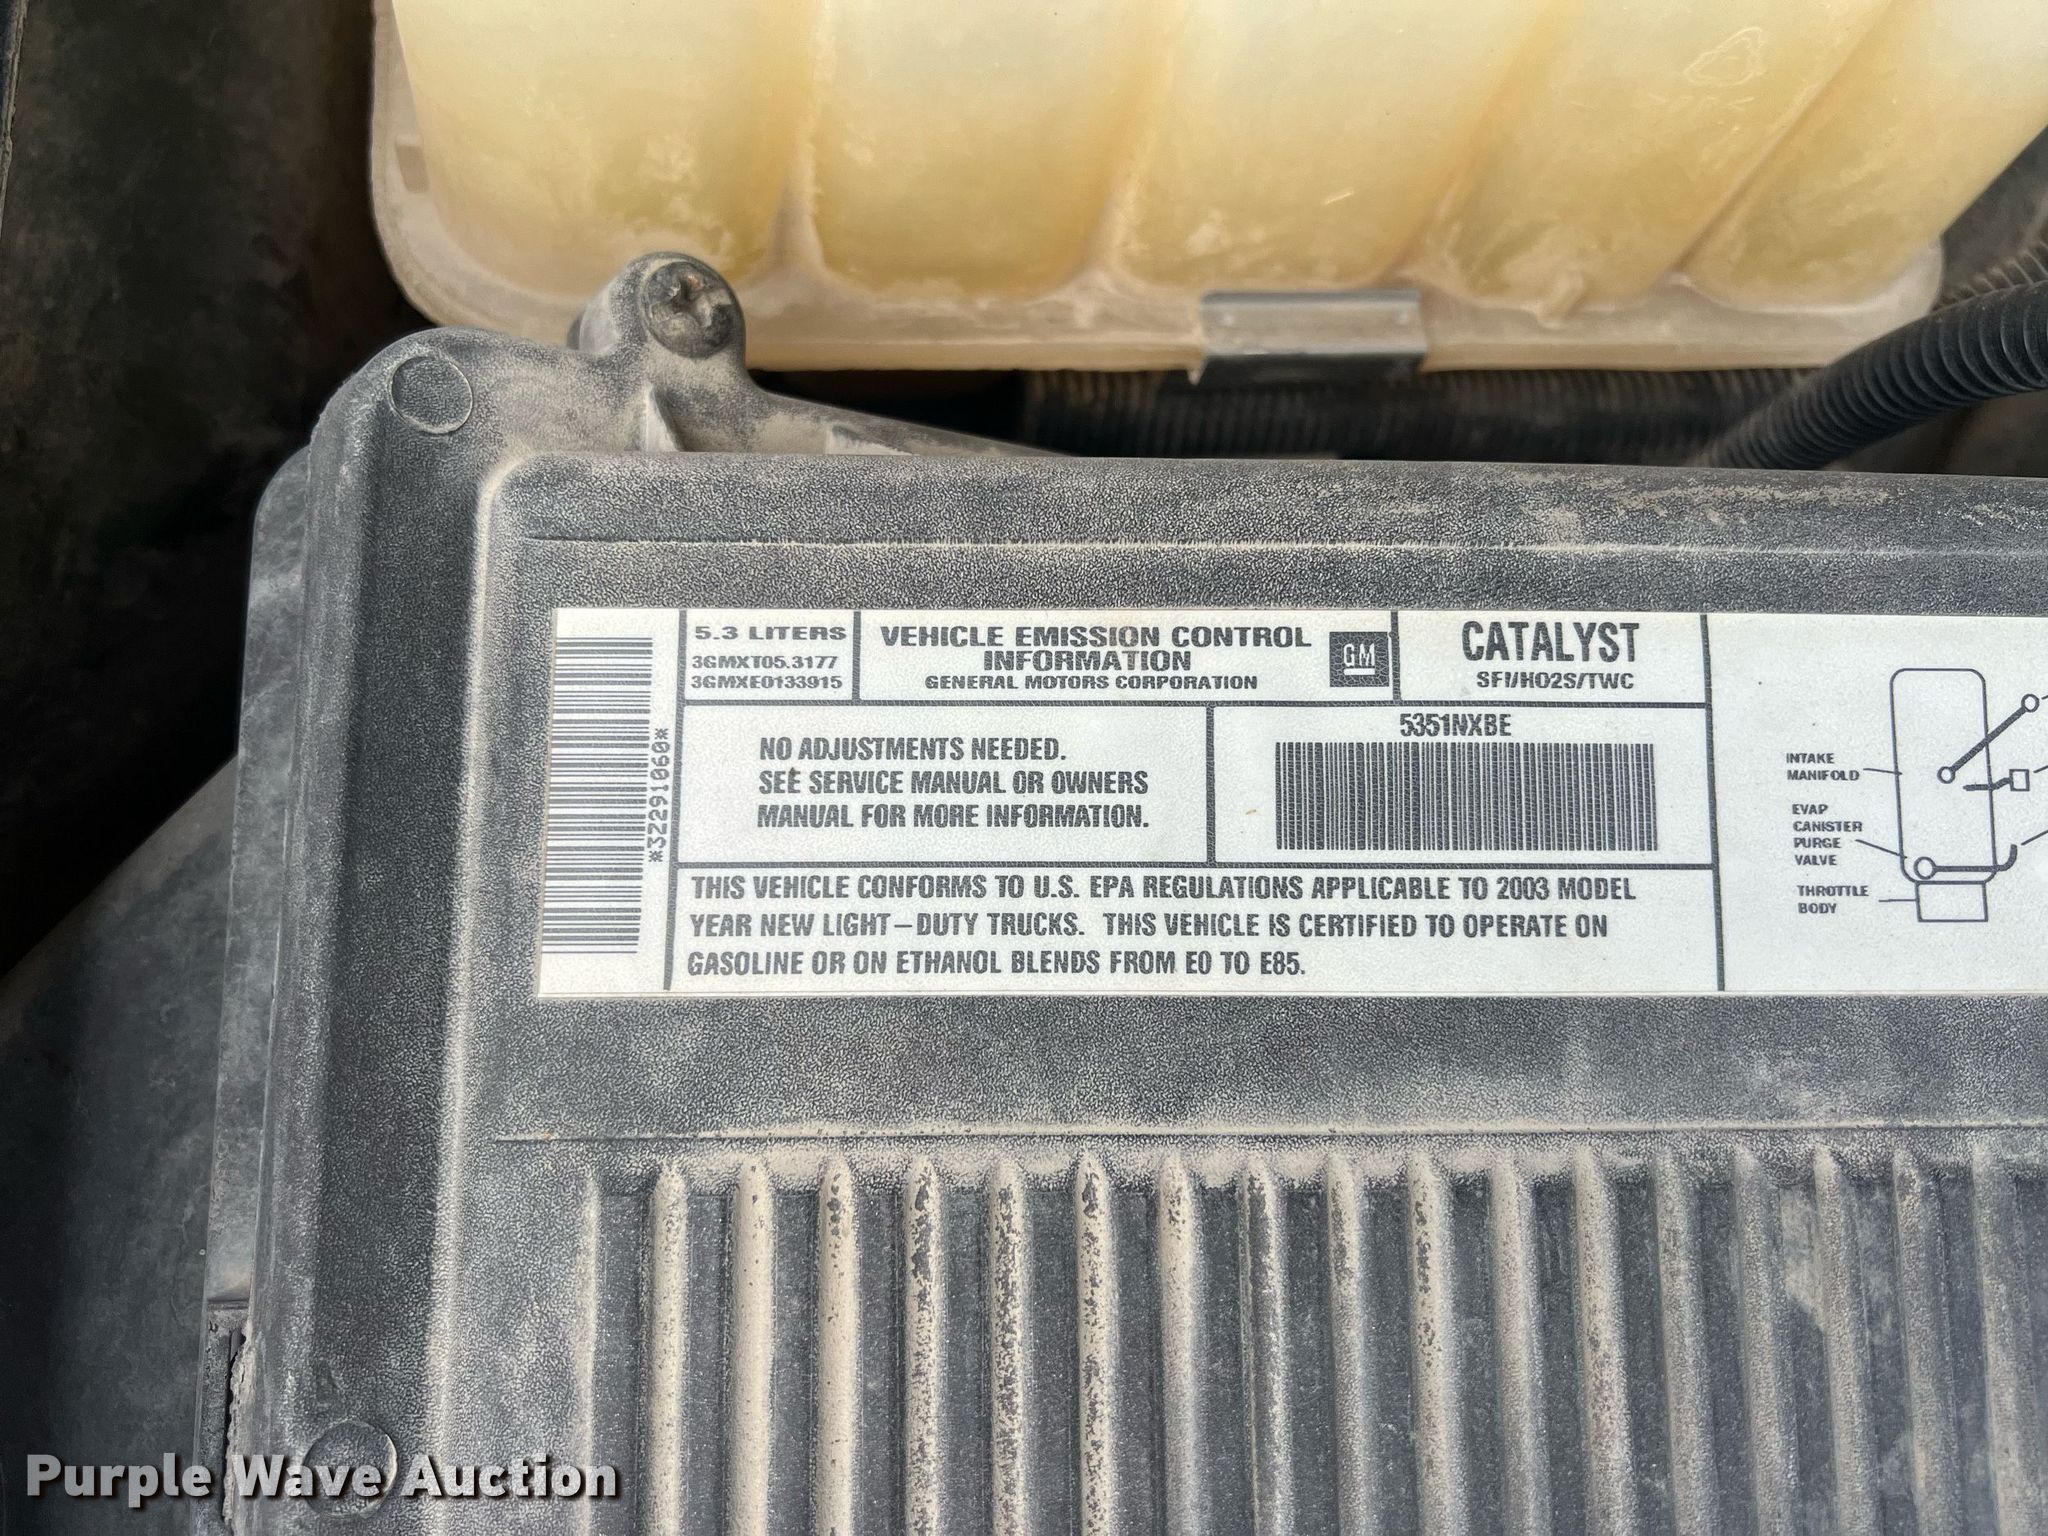 5.3 LITERS
3GMXT05.3177
3GMXE0133915
VEHICLE EMISSION CONTROL
INFORMATION
GENERAL MOTORS CORPORATION
GM
CATALYST
SFI/HO2S/TWC
*3Z291060*
NO ADJUSTMENTS NEEDED.
SEE SERVICE MANUAL OR OWNERS
MANUAL FOR MORE INFORMATION.
5351NXBE
THIS VEHICLE CONFORMS TO U.S. EPA REGULATIONS APPLICABLE TO 2003 MODEL
YEAR NEW LIGHT-DUTY TRUCKS. THIS VEHICLE IS CERTIFIED TO OPERATE ON
GASOLINE OR ON ETHANOL BLENDS FROM E0 TO E85.
INTAKE
MANIFOLD
EVAP
CANISTER
PURGE
VALVE
THROTTLE
BODY
Purple Wave Auction